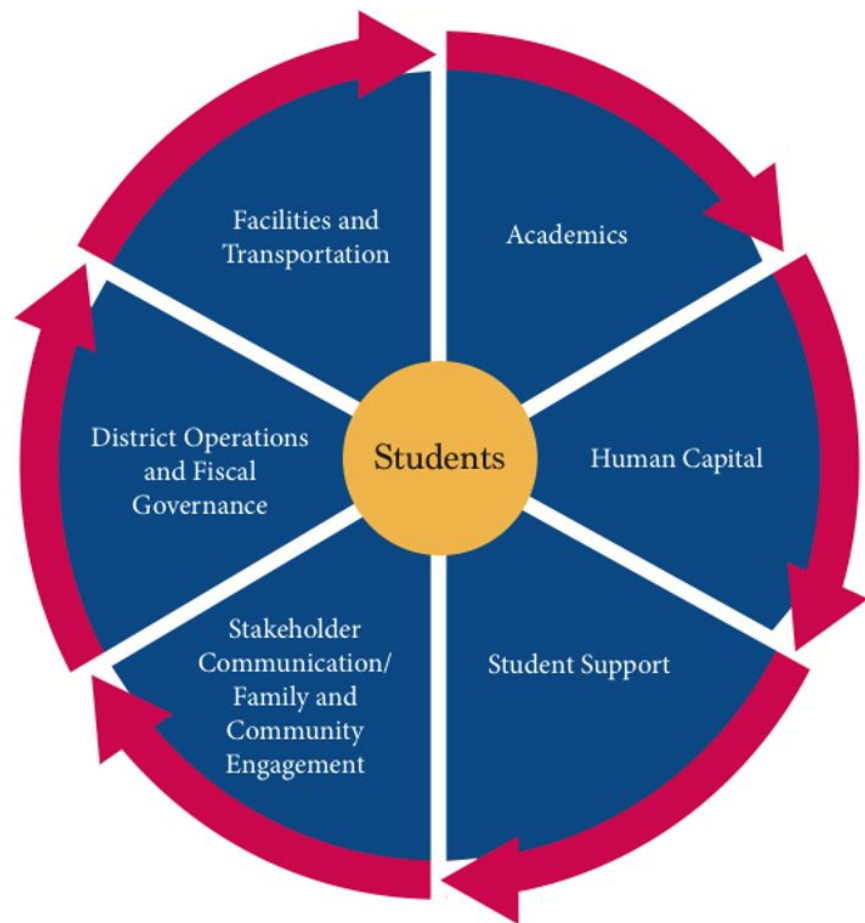 Facilities and
Transportation
Academics
District Operations
and Fiscal
Governance
Students
Human Capital
Stakeholder
Communication/
Family and
Community
Engagement
Student Support